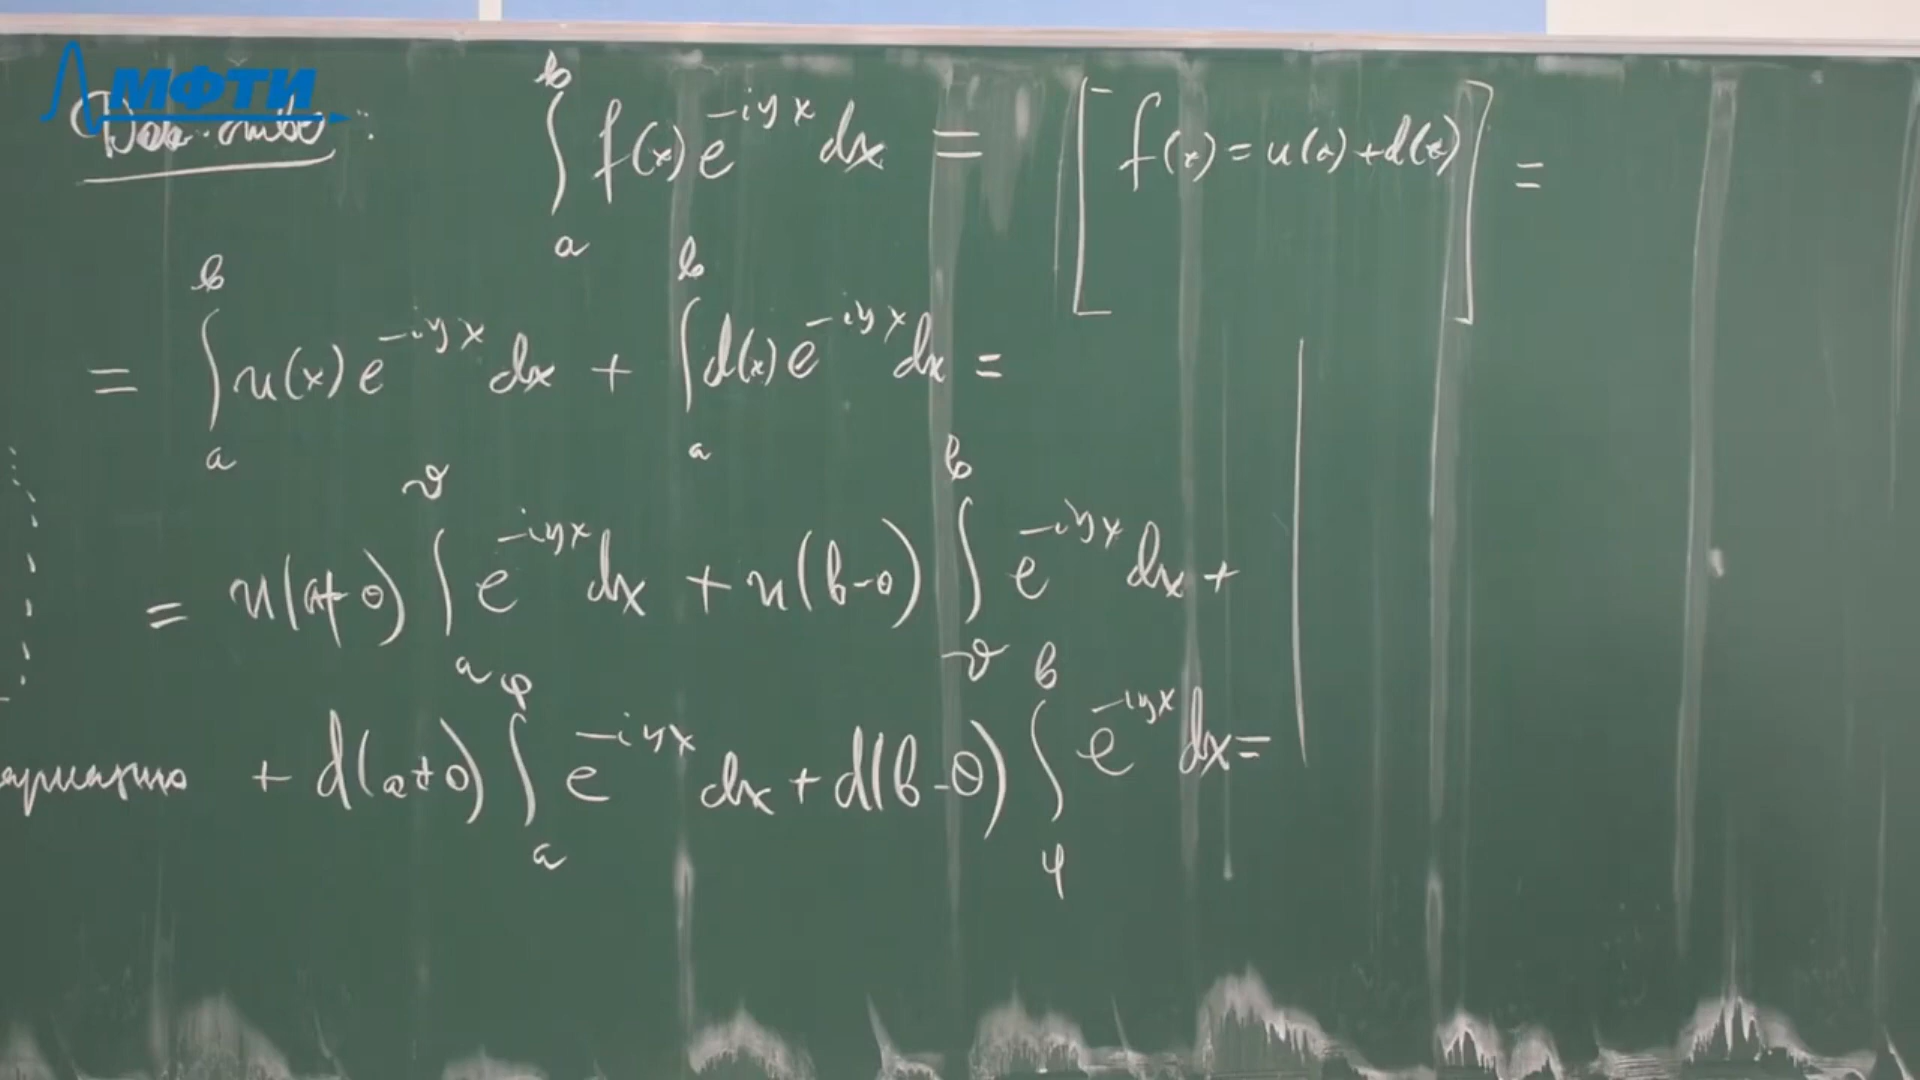 МФТИ
Док-ство:
∫_a^b f(x) e^{-iyx} dx = [ f(x) = u(x) + d(x) ] =
= ∫_a^b u(x) e^{-iyx} dx + ∫_a^b d(x) e^{-iyx} dx =
= u(a+0) ∫_a^ϑ e^{-iyx} dx + u(b-0) ∫_ϑ^b e^{-iyx} dx +
+ d(a+0) ∫_a^φ e^{-iyx} dx + d(b-0) ∫_φ^b e^{-iyx} dx =